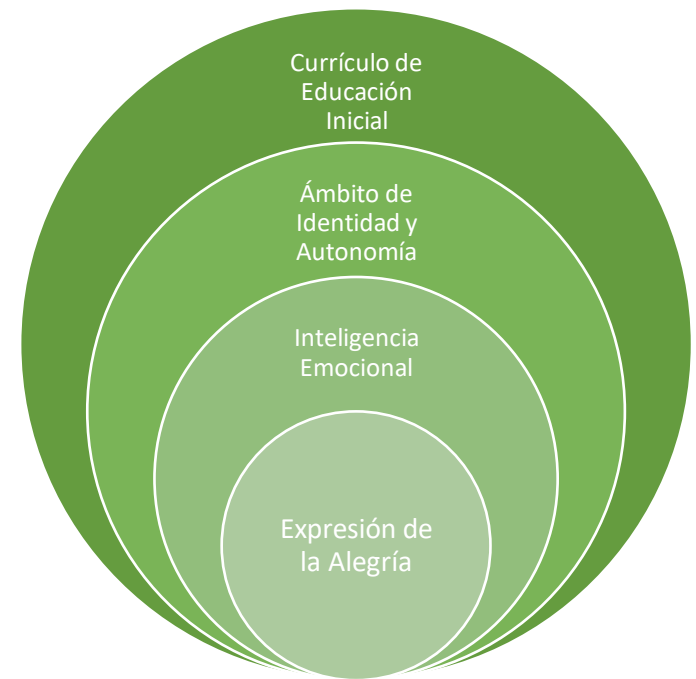 Currículo de
Educación
Inicial
Ámbito de
Identidad y
Autonomía
Inteligencia
Emocional
Expresión de
la Alegría